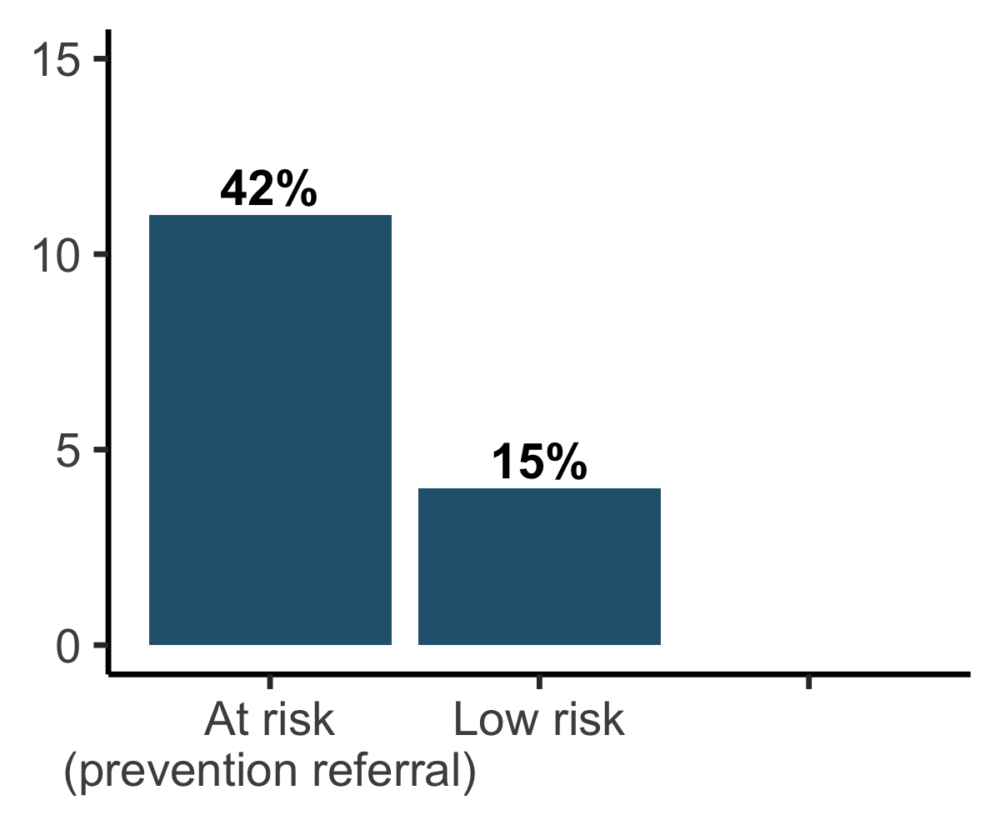 15
42%
10
15%
5
0
At risk
Low risk
(prevention referral)